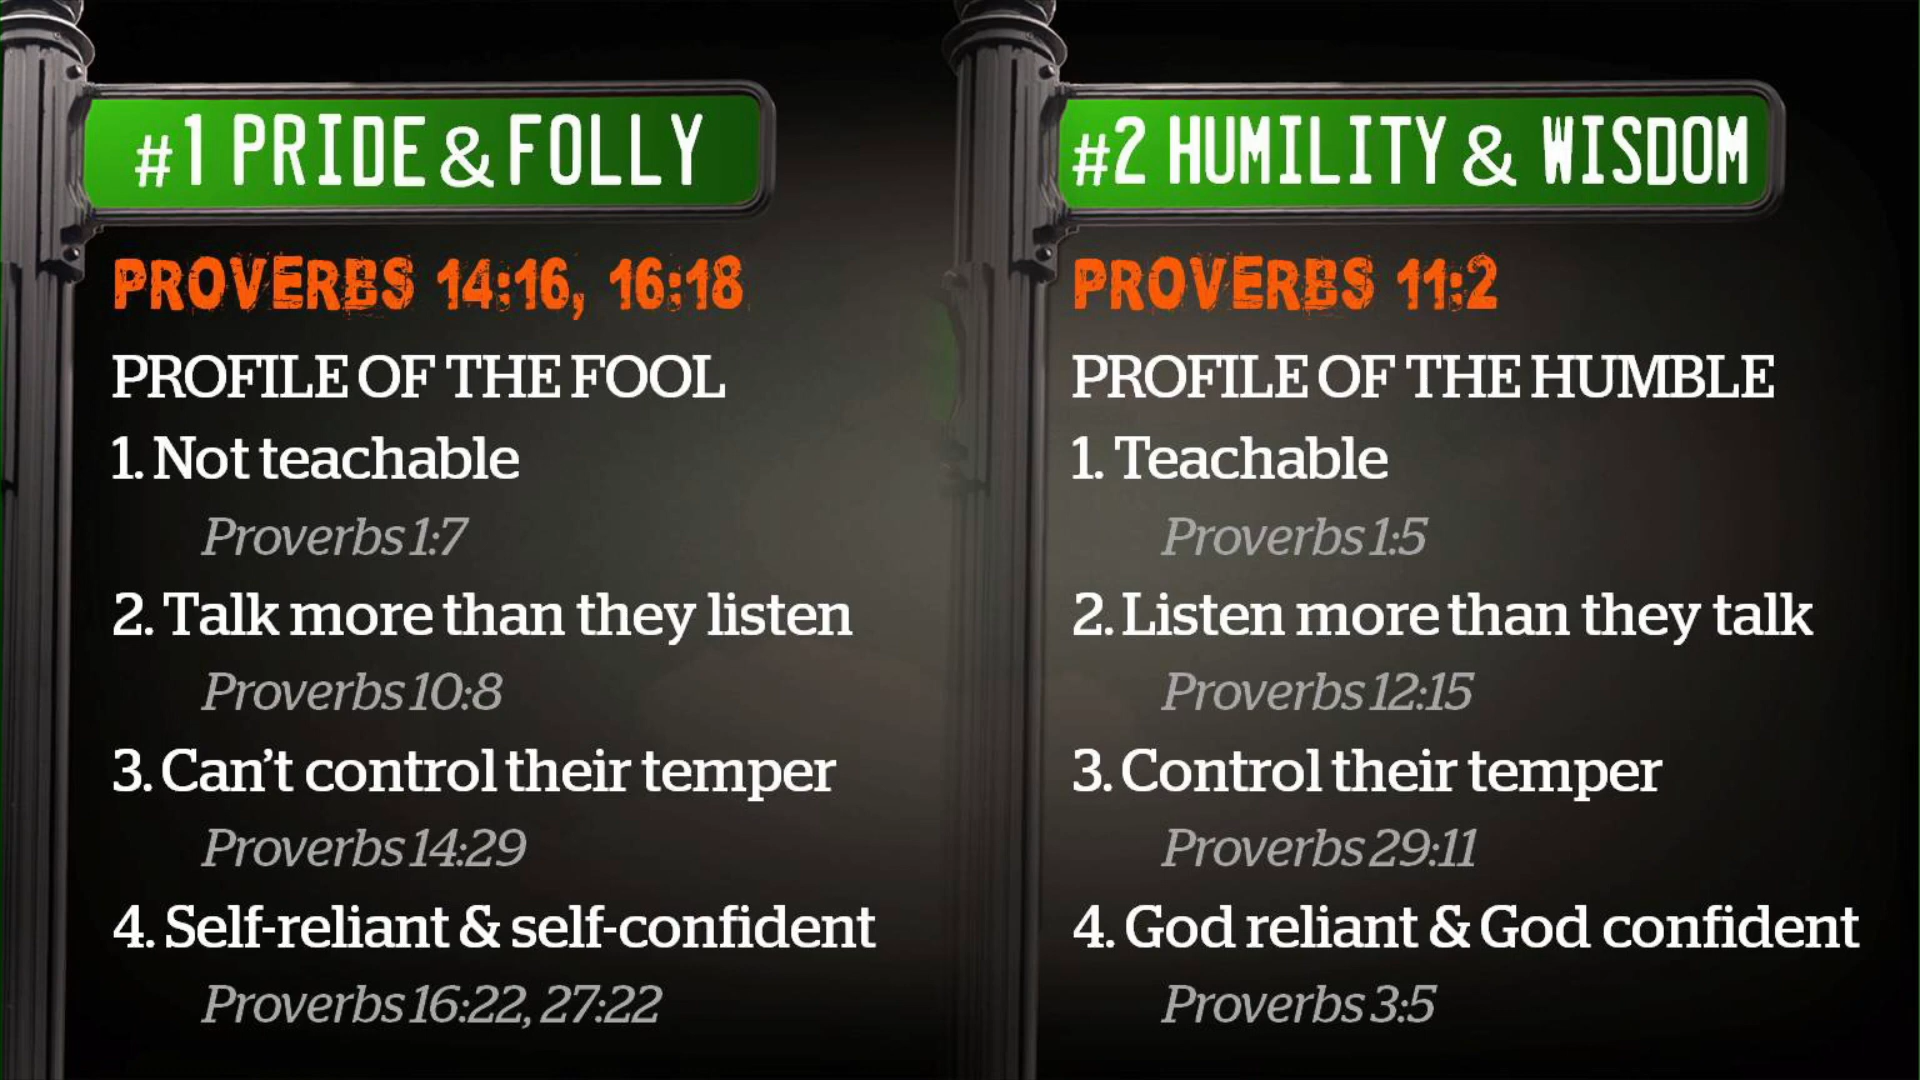 #1 PRIDE & FOLLY
PROVERBS 14:16, 16:18
PROFILE OF THE FOOL
1. Not teachable
Proverbs 1:7
2. Talk more than they listen
Proverbs 10:8
3. Can't control their temper
Proverbs 14:29
4. Self-reliant & self-confident
Proverbs 16:22, 27:22
#2 HUMILITY & WISDOM
PROVERBS 11:2
PROFILE OF THE HUMBLE
1. Teachable
Proverbs 1:5
2. Listen more than they talk
Proverbs 12:15
3. Control their temper
Proverbs 29:11
4. God reliant & God confident
Proverbs 3:5